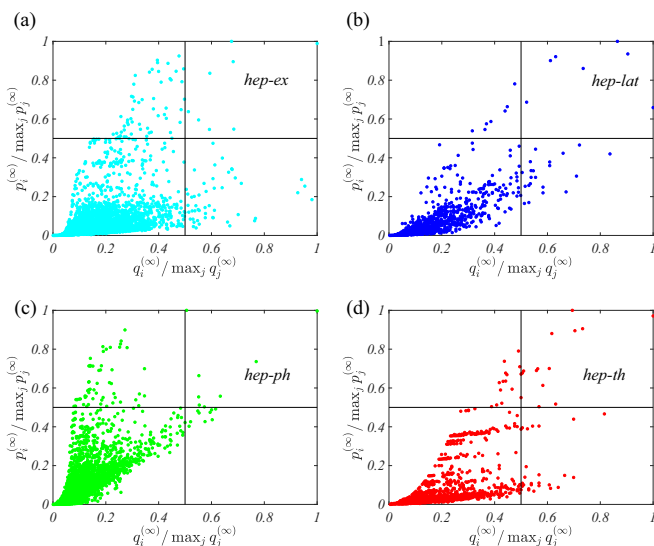 (a)
hep-ex
1
0.8
0.6
0.4
0.2
0
0 0.2 0.4 0.6 0.8 1
p_i^{(∞)} / max_j p_j^{(∞)}
q_i^{(∞)} / max_j q_j^{(∞)}
(b)
hep-lat
1
0.8
0.6
0.4
0.2
0
0 0.2 0.4 0.6 0.8 1
p_i^{(∞)} / max_j p_j^{(∞)}
q_i^{(∞)} / max_j q_j^{(∞)}
(c)
hep-ph
1
0.8
0.6
0.4
0.2
0
0 0.2 0.4 0.6 0.8 1
p_i^{(∞)} / max_j p_j^{(∞)}
q_i^{(∞)} / max_j q_j^{(∞)}
(d)
hep-th
1
0.8
0.6
0.4
0.2
0
0 0.2 0.4 0.6 0.8 1
p_i^{(∞)} / max_j p_j^{(∞)}
q_i^{(∞)} / max_j q_j^{(∞)}